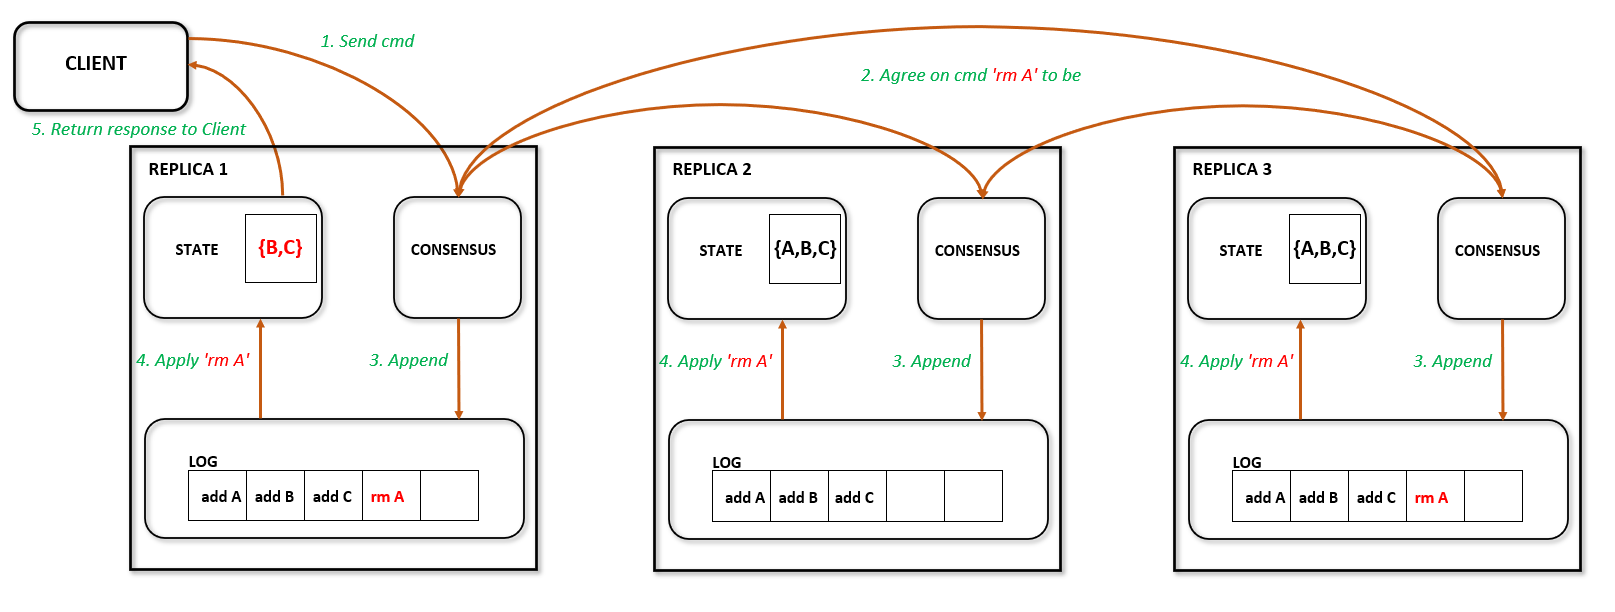 CLIENT
1. Send cmd
2. Agree on cmd 'rm A' to be
5. Return response to Client
REPLICA 1
STATE
{B,C}
CONSENSUS
4. Apply 'rm A'
3. Append
LOG
add A
add B
add C
rm A
REPLICA 2
STATE
{A,B,C}
CONSENSUS
4. Apply 'rm A'
3. Append
LOG
add A
add B
add C
REPLICA 3
STATE
{A,B,C}
CONSENSUS
4. Apply 'rm A'
3. Append
LOG
add A
add B
add C
rm A